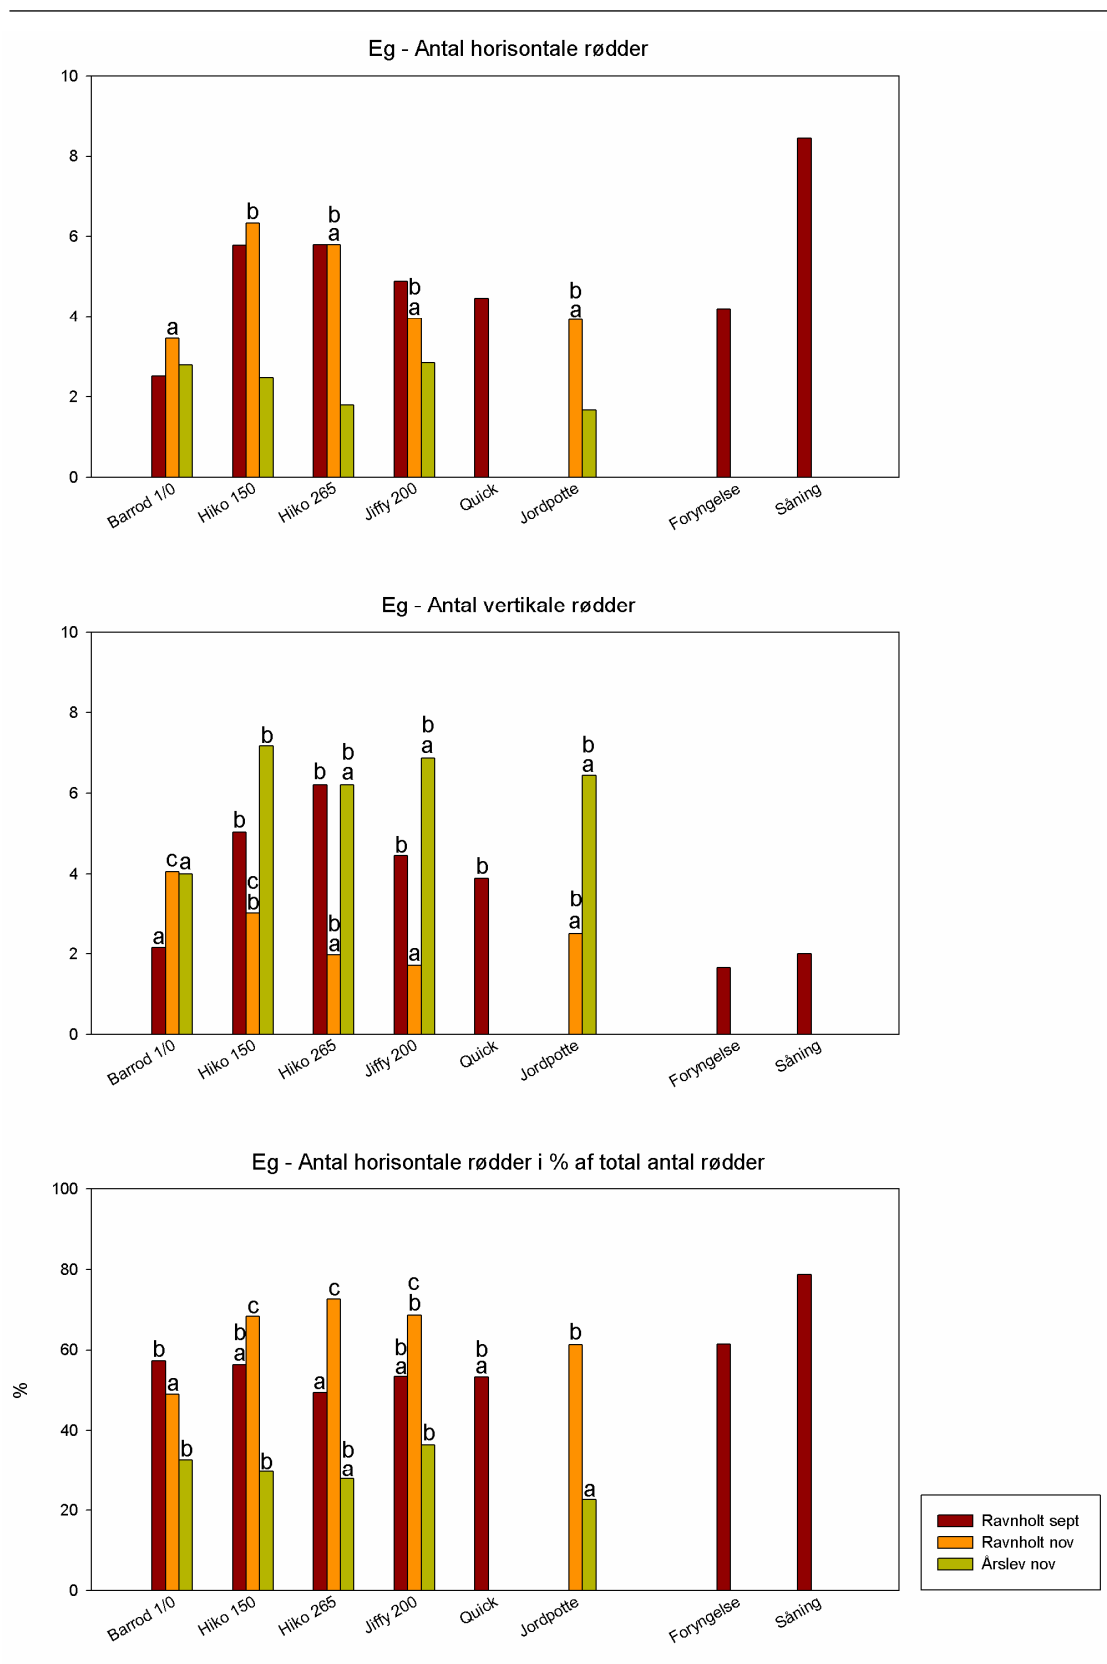 Eg - Antal horisontale rødder
10
8
6
4
2
0
b
b
a
b
a
b
a
a
Barrod 1/0
Hiko 150
Hiko 265
Jiffy 200
Quick
Jordpotte
Foryngelse
Såning
Eg - Antal vertikale rødder
10
8
6
4
2
0
b
b
b
b
b
a
a
a
b
b
b
c a
c
b
b
a
b
a
a
b
a
Barrod 1/0
Hiko 150
Hiko 265
Jiffy 200
Quick
Jordpotte
Foryngelse
Såning
Eg - Antal horisontale rødder i % af total antal rødder
100
80
60
40
20
0
%
b
a
b
b
a
c
b
a
c
b
a
b
a
c
b
b
a
b
b
a
b
a
Barrod 1/0
Hiko 150
Hiko 265
Jiffy 200
Quick
Jordpotte
Foryngelse
Såning
Ravnholt sept
Ravnholt nov
Årslev nov